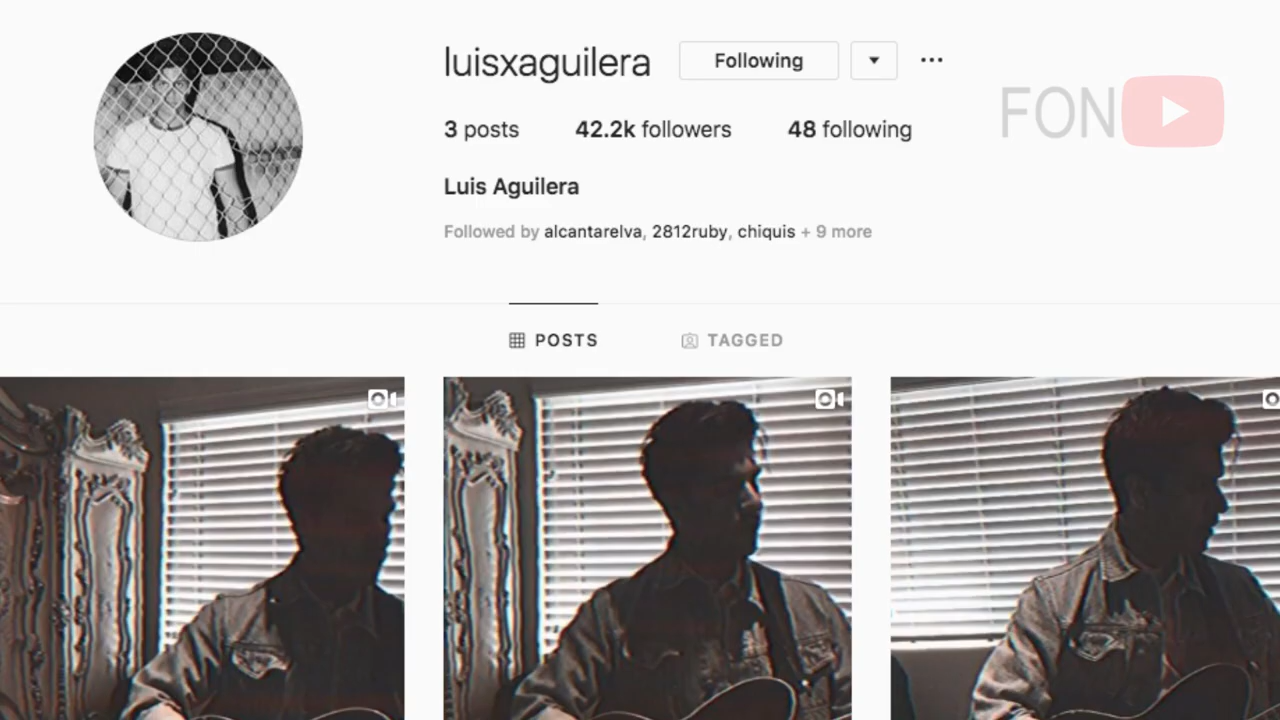 luisxaguilera Following
FON
3 posts 42.2k followers 48 following
Luis Aguilera
Followed by alcantarelva, 2812ruby, chiquis + 9 more
POSTS TAGGED